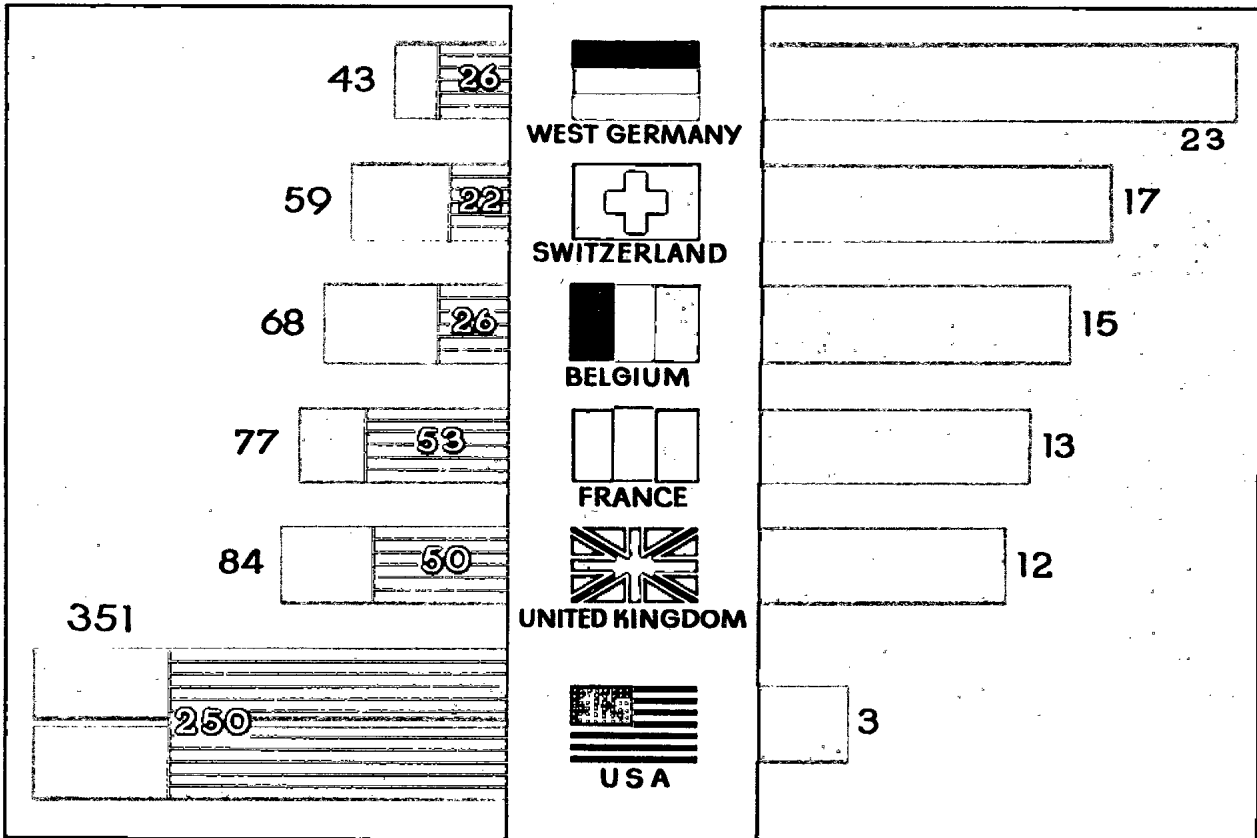 43 26 WEST GERMANY 23
59 22 SWITZERLAND 17
68 26 BELGIUM 15
77 53 FRANCE 13
84 50 UNITED KINGDOM 12
351
250 USA 3